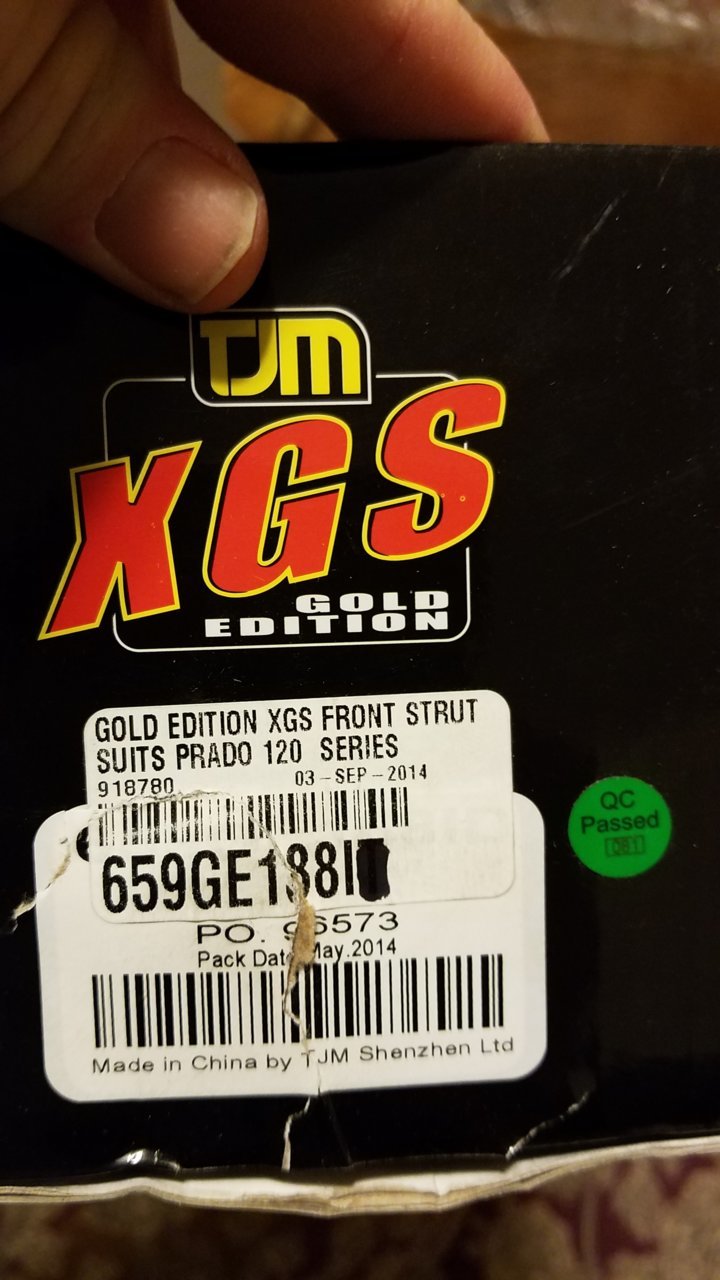 TJM
XGS
GOLD
EDITION
GOLD EDITION XGS FRONT STRUT
SUITS PRADO 120 SERIES
918780 03-SEP-2014
PO. 96573
Pack Date May.2014
Made in China by TJM Shenzhen Ltd
QC
Passed